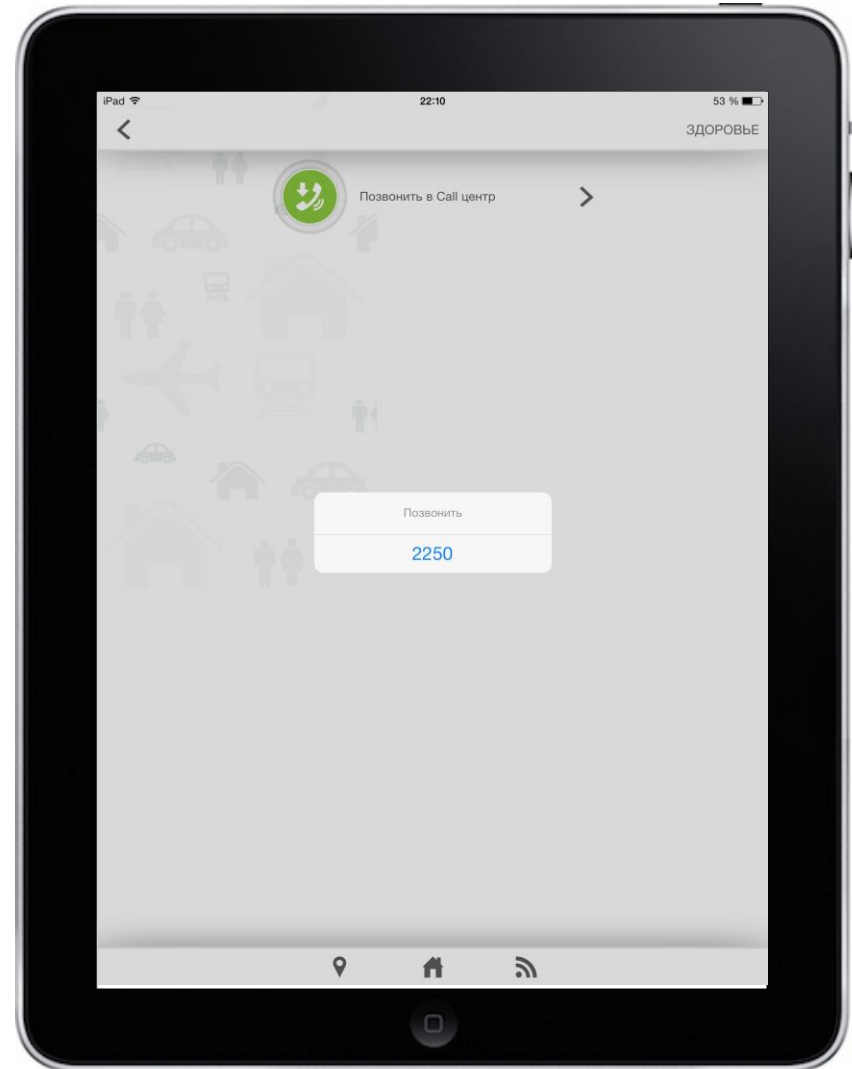 iPad 22:10 53 %
ЗДОРОВЬЕ
Позвонить в Call центр
Позвонить
2250